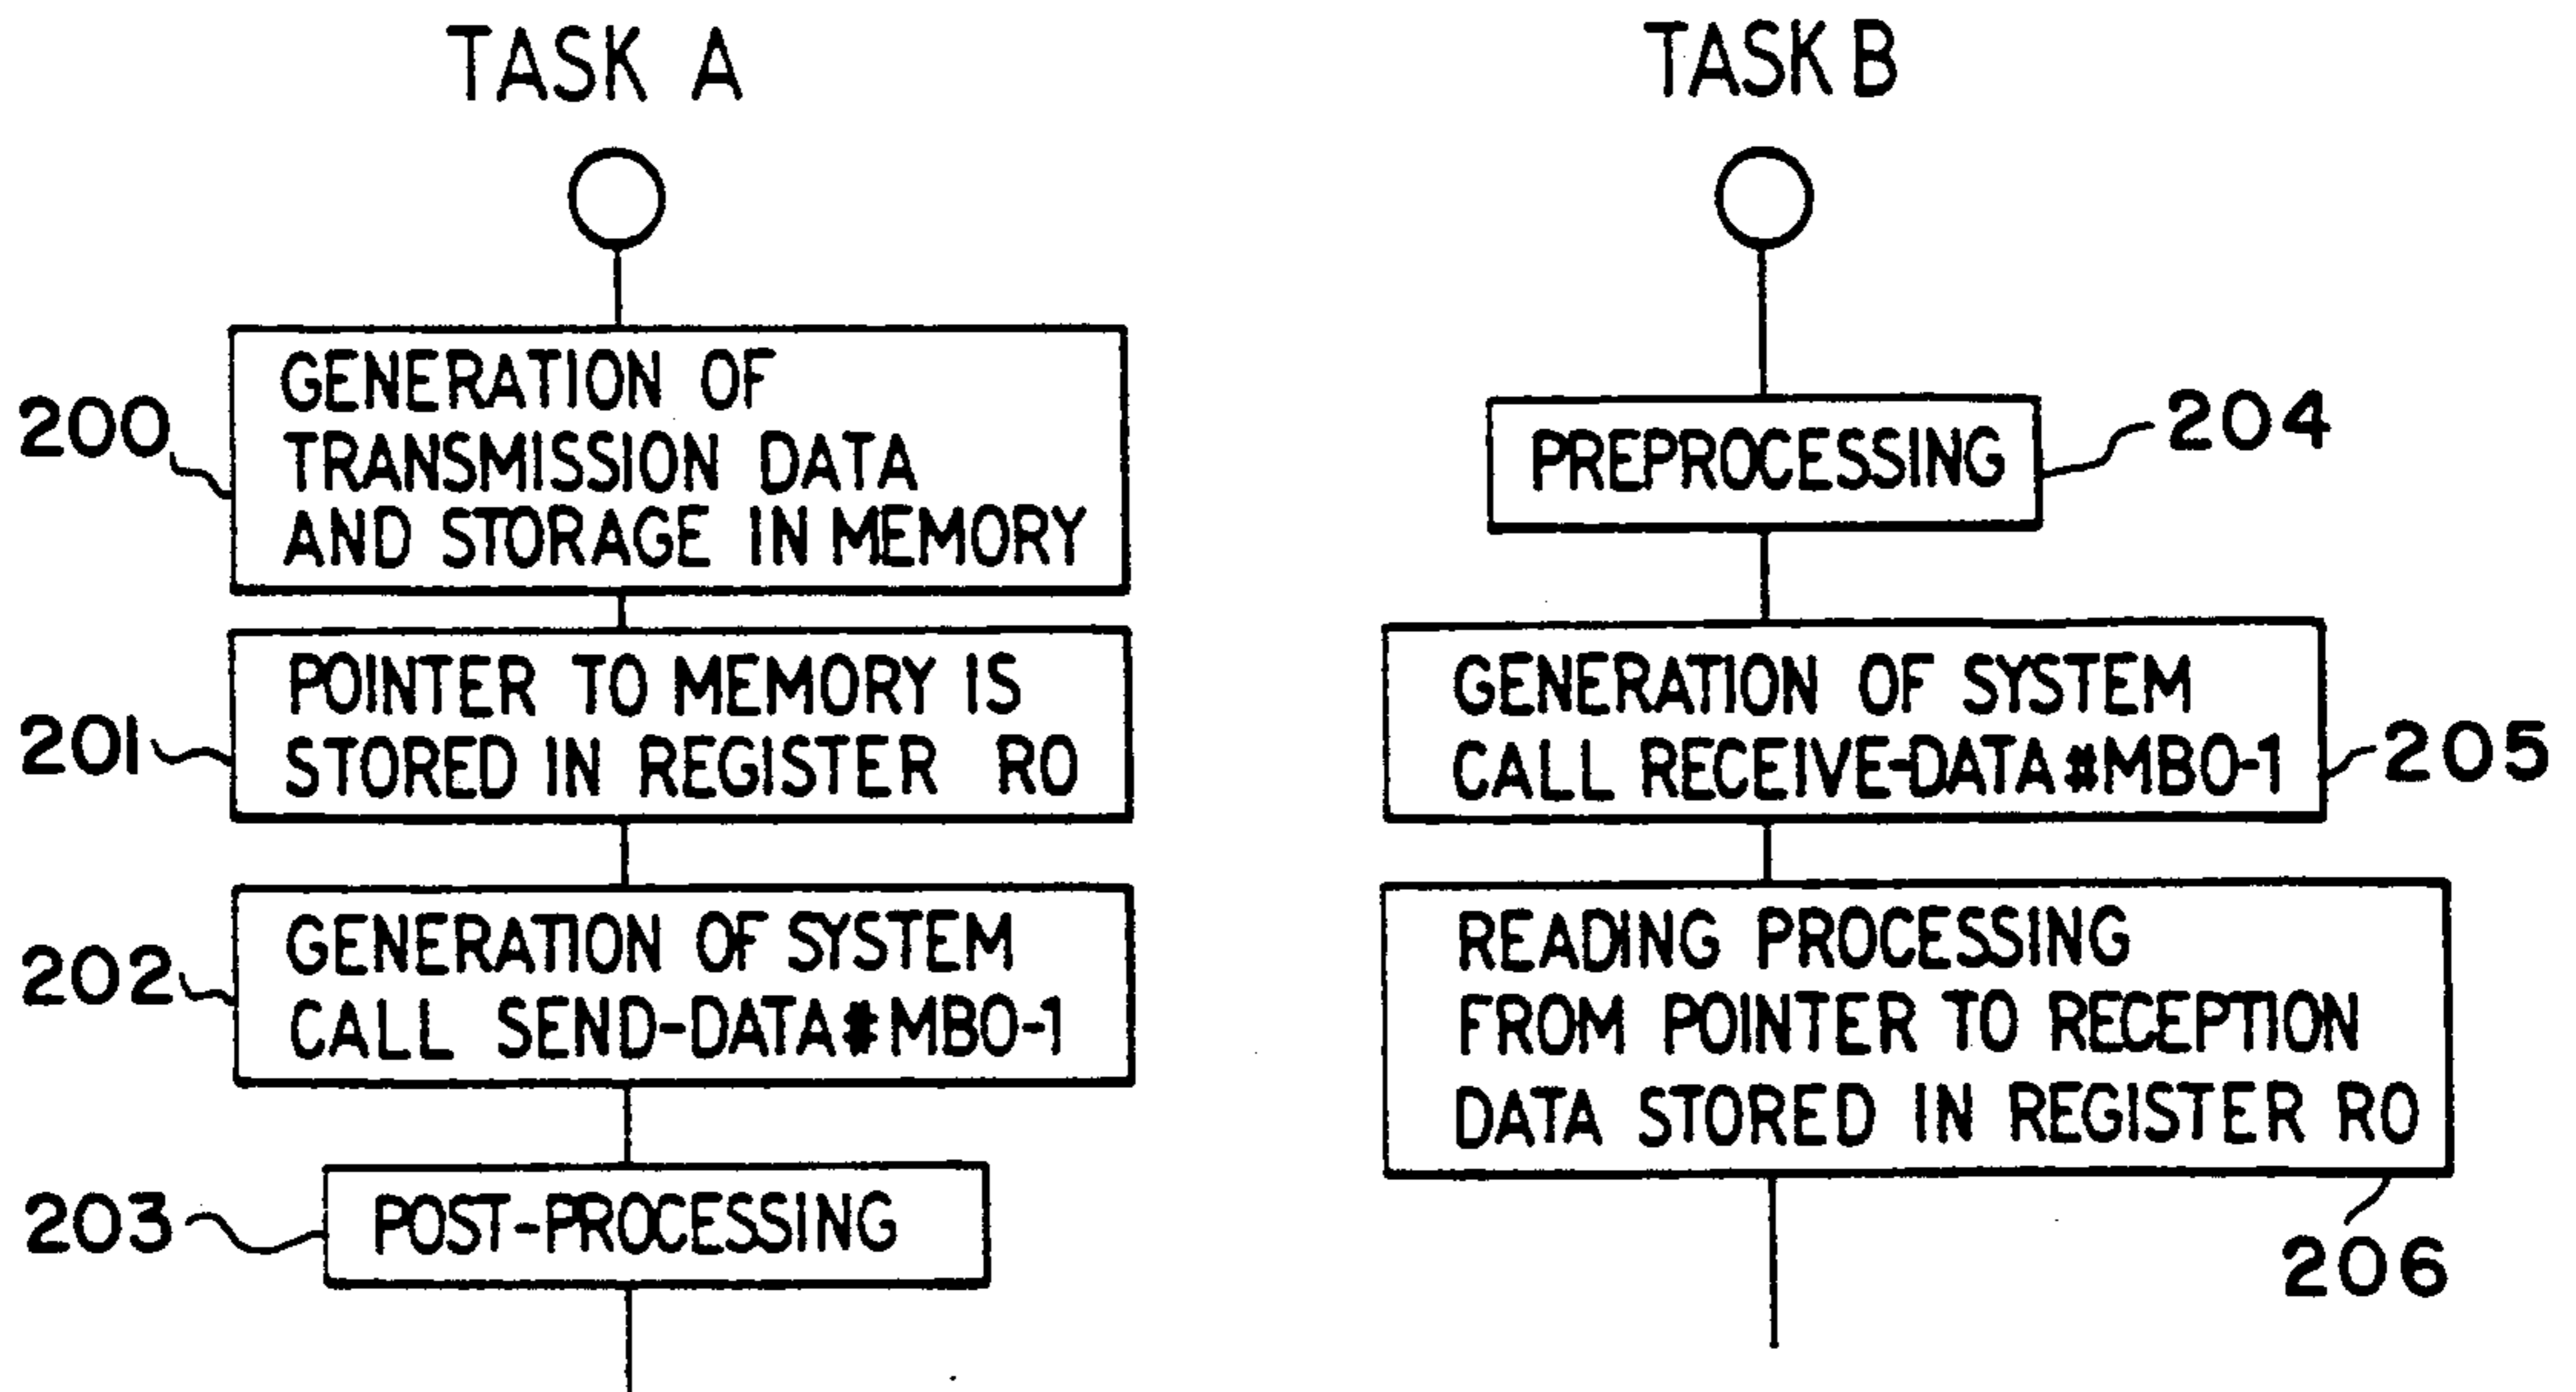 TASK A
200
GENERATION OF
TRANSMISSION DATA
AND STORAGE IN MEMORY
201
POINTER TO MEMORY IS
STORED IN REGISTER R0
202
GENERATION OF SYSTEM
CALL SEND-DATA#MB0-1
203
POST-PROCESSING
TASK B
PREPROCESSING
204
GENERATION OF SYSTEM
CALL RECEIVE-DATA#MB0-1
205
READING PROCESSING
FROM POINTER TO RECEPTION
DATA STORED IN REGISTER R0
206